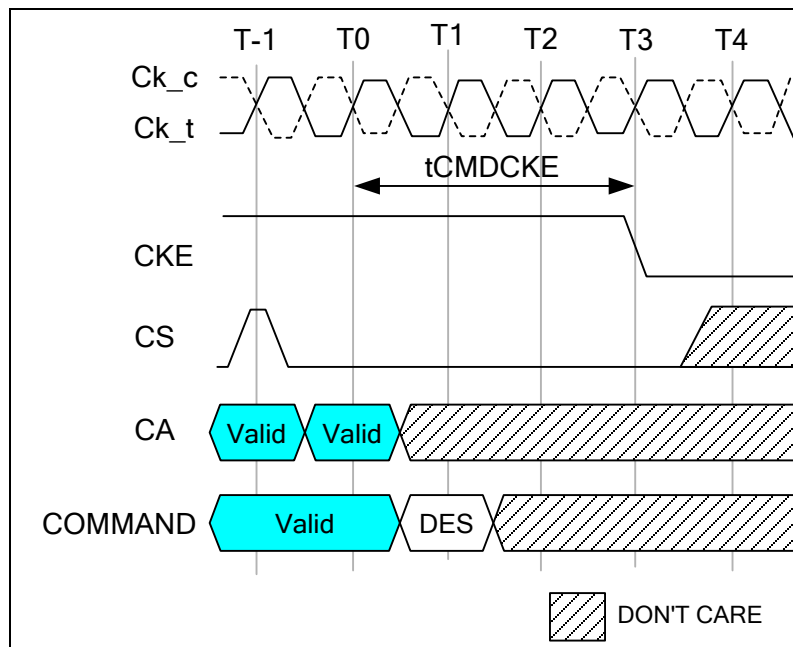 T-1 T0 T1 T2 T3 T4
Ck_c
Ck_t
tCMDCKE
CKE
CS
CA Valid Valid
COMMAND Valid DES
DON'T CARE